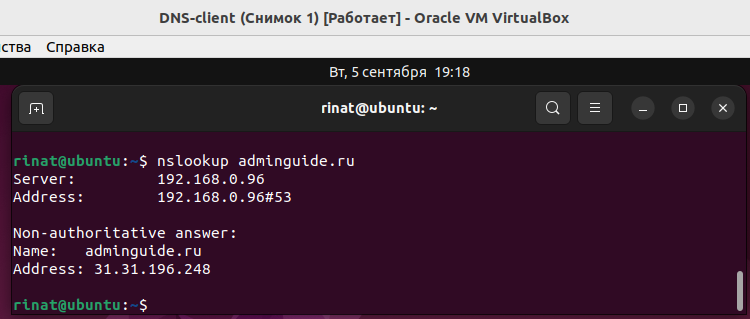 DNS-client (Снимок 1) [Работает] - Oracle VM VirtualBox
ства Справка
Вт, 5 сентября 19:18
rinat@ubuntu: ~
rinat@ubuntu:~$ nslookup adminguide.ru
Server: 192.168.0.96
Address: 192.168.0.96#53
Non-authoritative answer:
Name: adminguide.ru
Address: 31.31.196.248
rinat@ubuntu:~$